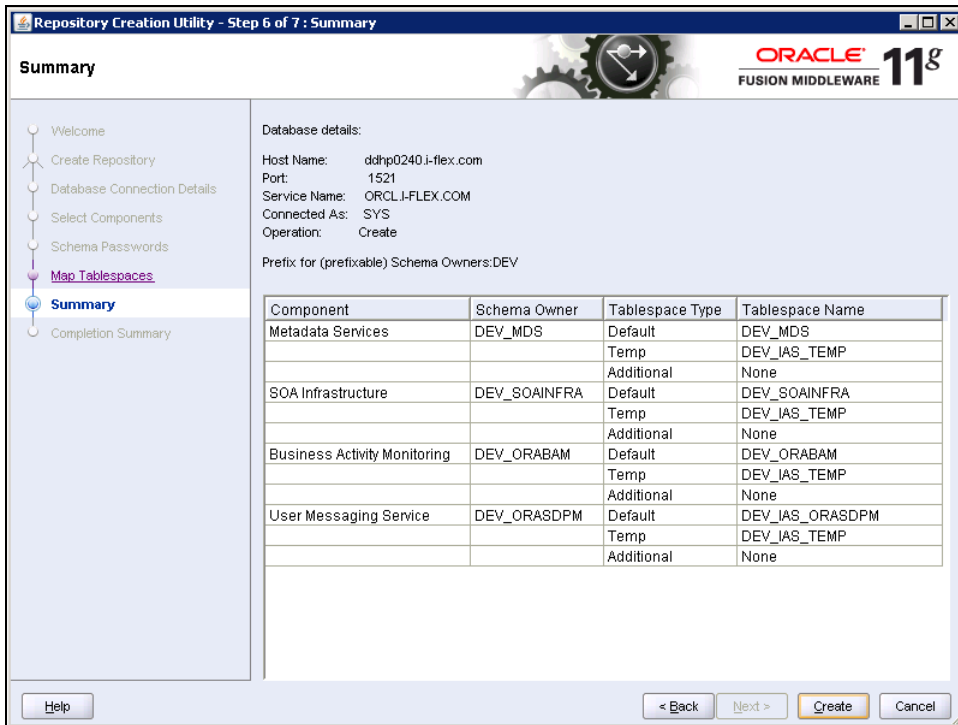 Repository Creation Utility - Step 6 of 7 : Summary
Summary
ORACLE
FUSION MIDDLEWARE
11g
Welcome
Create Repository
Database Connection Details
Select Components
Schema Passwords
Map Tablespaces
Summary
Completion Summary
Database details:
Host Name: ddhp0240.i-flex.com
Port: 1521
Service Name: ORCL.I-FLEX.COM
Connected As: SYS
Operation: Create
Prefix for (prefixable) Schema Owners:DEV
Component Schema Owner Tablespace Type Tablespace Name
Metadata Services DEV_MDS Default DEV_MDS
Temp DEV_IAS_TEMP
Additional None
SOA Infrastructure DEV_SOAINFRA Default DEV_SOAINFRA
Temp DEV_IAS_TEMP
Additional None
Business Activity Monitoring DEV_ORABAM Default DEV_ORABAM
Temp DEV_IAS_TEMP
Additional None
User Messaging Service DEV_ORASDPM Default DEV_IAS_ORASDPM
Temp DEV_IAS_TEMP
Additional None
Help
< Back
Next >
Create
Cancel